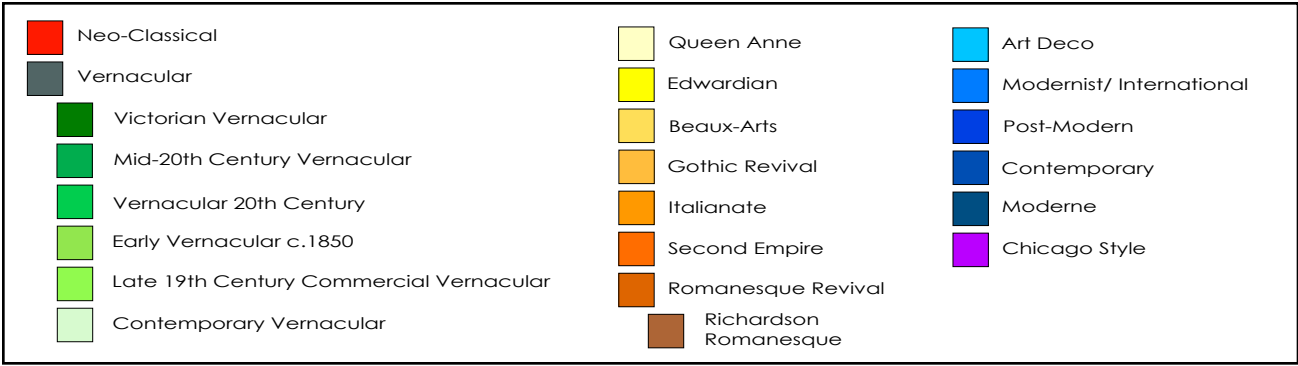 Neo-Classical
Vernacular
Victorian Vernacular
Mid-20th Century Vernacular
Vernacular 20th Century
Early Vernacular c.1850
Late 19th Century Commercial Vernacular
Contemporary Vernacular
Queen Anne
Edwardian
Beaux-Arts
Gothic Revival
Italianate
Second Empire
Romanesque Revival
Richardson
Romanesque
Art Deco
Modernist/ International
Post-Modern
Contemporary
Moderne
Chicago Style